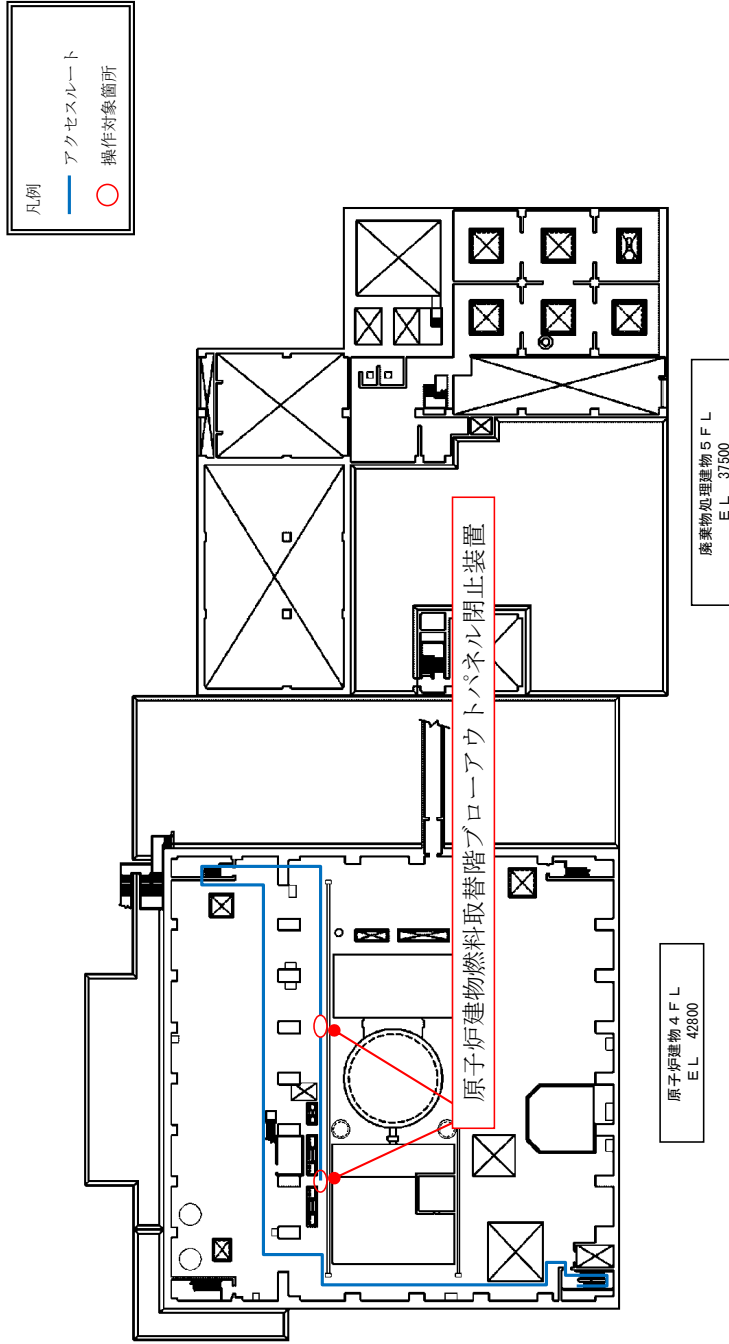 凡例
アクセスルート
操作対象箇所
原子炉建物燃料取替階ブローアウトパネル閉止装置
原子炉建物４ＦＬ
ＥＬ 42800
廃棄物処理建物５ＦＬ
ＥＬ 37500